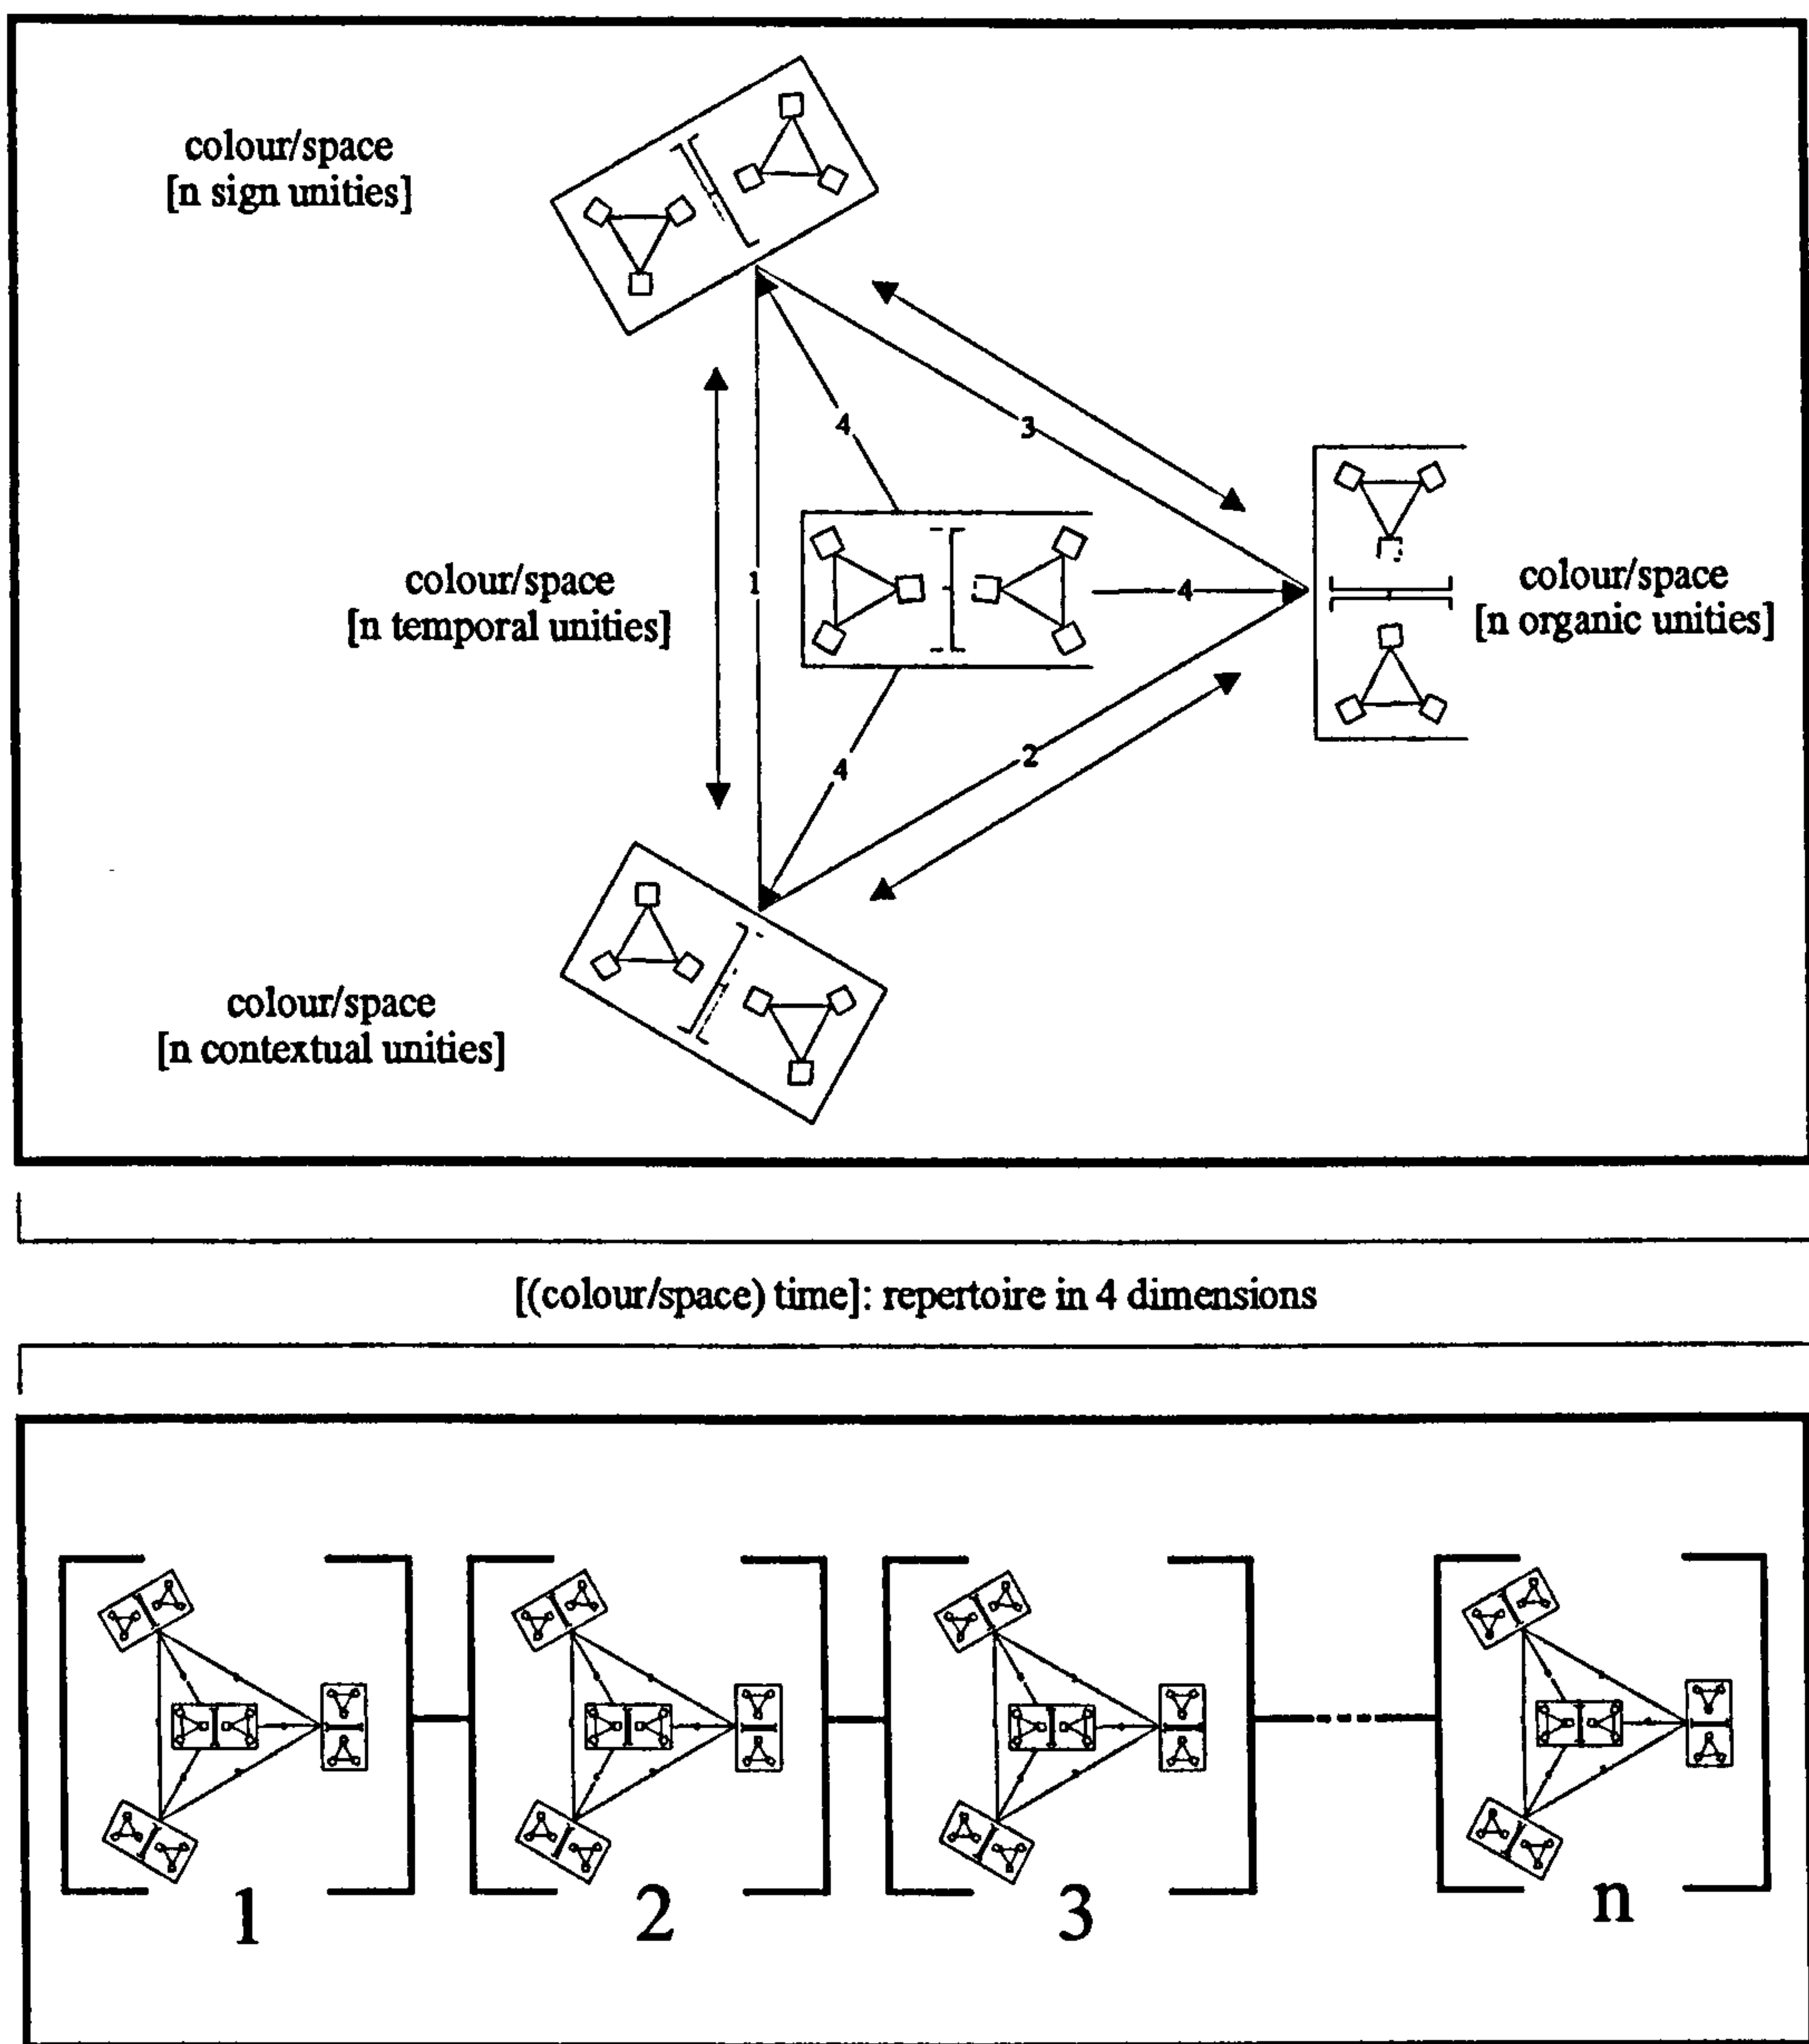 colour/space
[n sign unities]
4
3
colour/space
[n temporal unities]
1
4
colour/space
[n organic unities]
4
2
colour/space
[n contextual unities]
[(colour/space) time]: repertoire in 4 dimensions
1
2
3
n